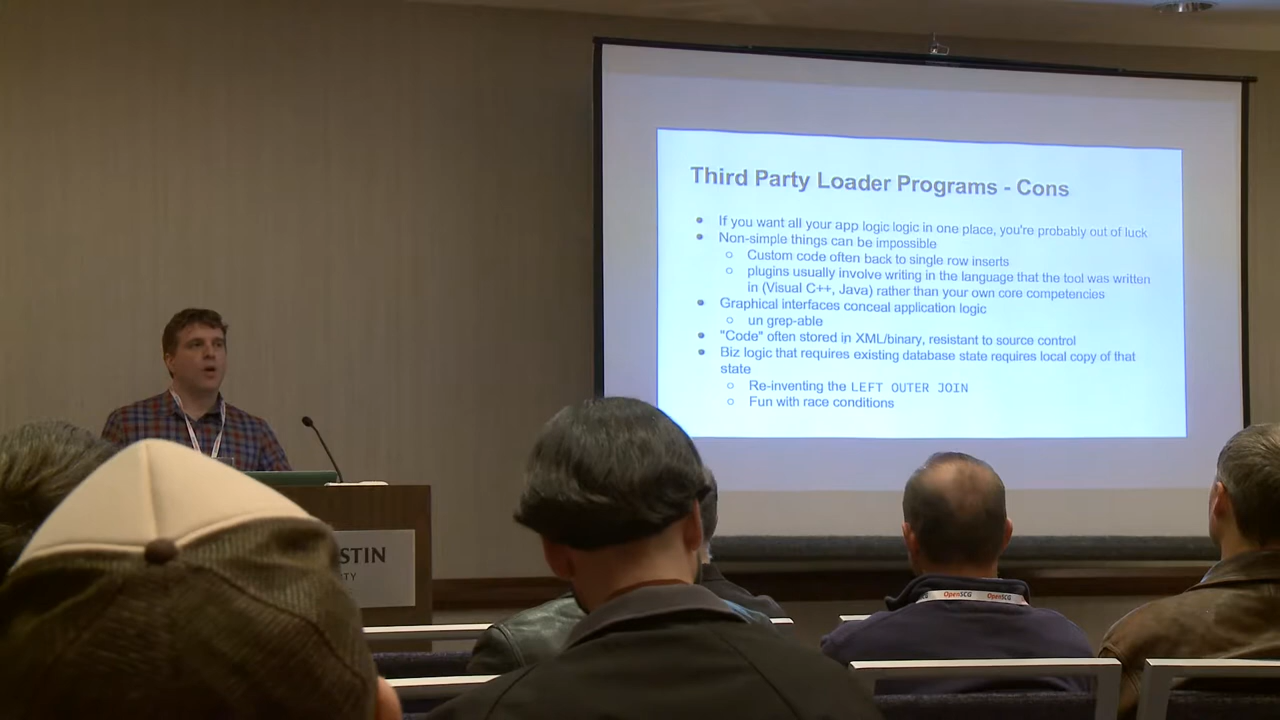 Third Party Loader Programs - Cons
If you want all your app logic logic in one place, you're probably out of luck
Non-simple things can be impossible
Custom code often back to single row inserts
plugins usually involve writing in the language that the tool was written
in (Visual C++, Java) rather than your own core competencies
Graphical interfaces conceal application logic
un grep-able
"Code" often stored in XML/binary, resistant to source control
Biz logic that requires existing database state requires local copy of that
state
Re-inventing the LEFT OUTER JOIN
Fun with race conditions
STIN
TY
OpenSCG OpenSCG